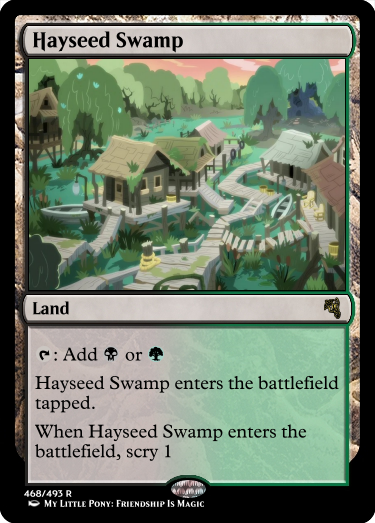 Hayseed Swamp
Land
: Add or
Hayseed Swamp enters the battlefield
tapped.
When Hayseed Swamp enters the
battlefield, scry 1
468/493 R
My Little Pony: Friendship Is Magic